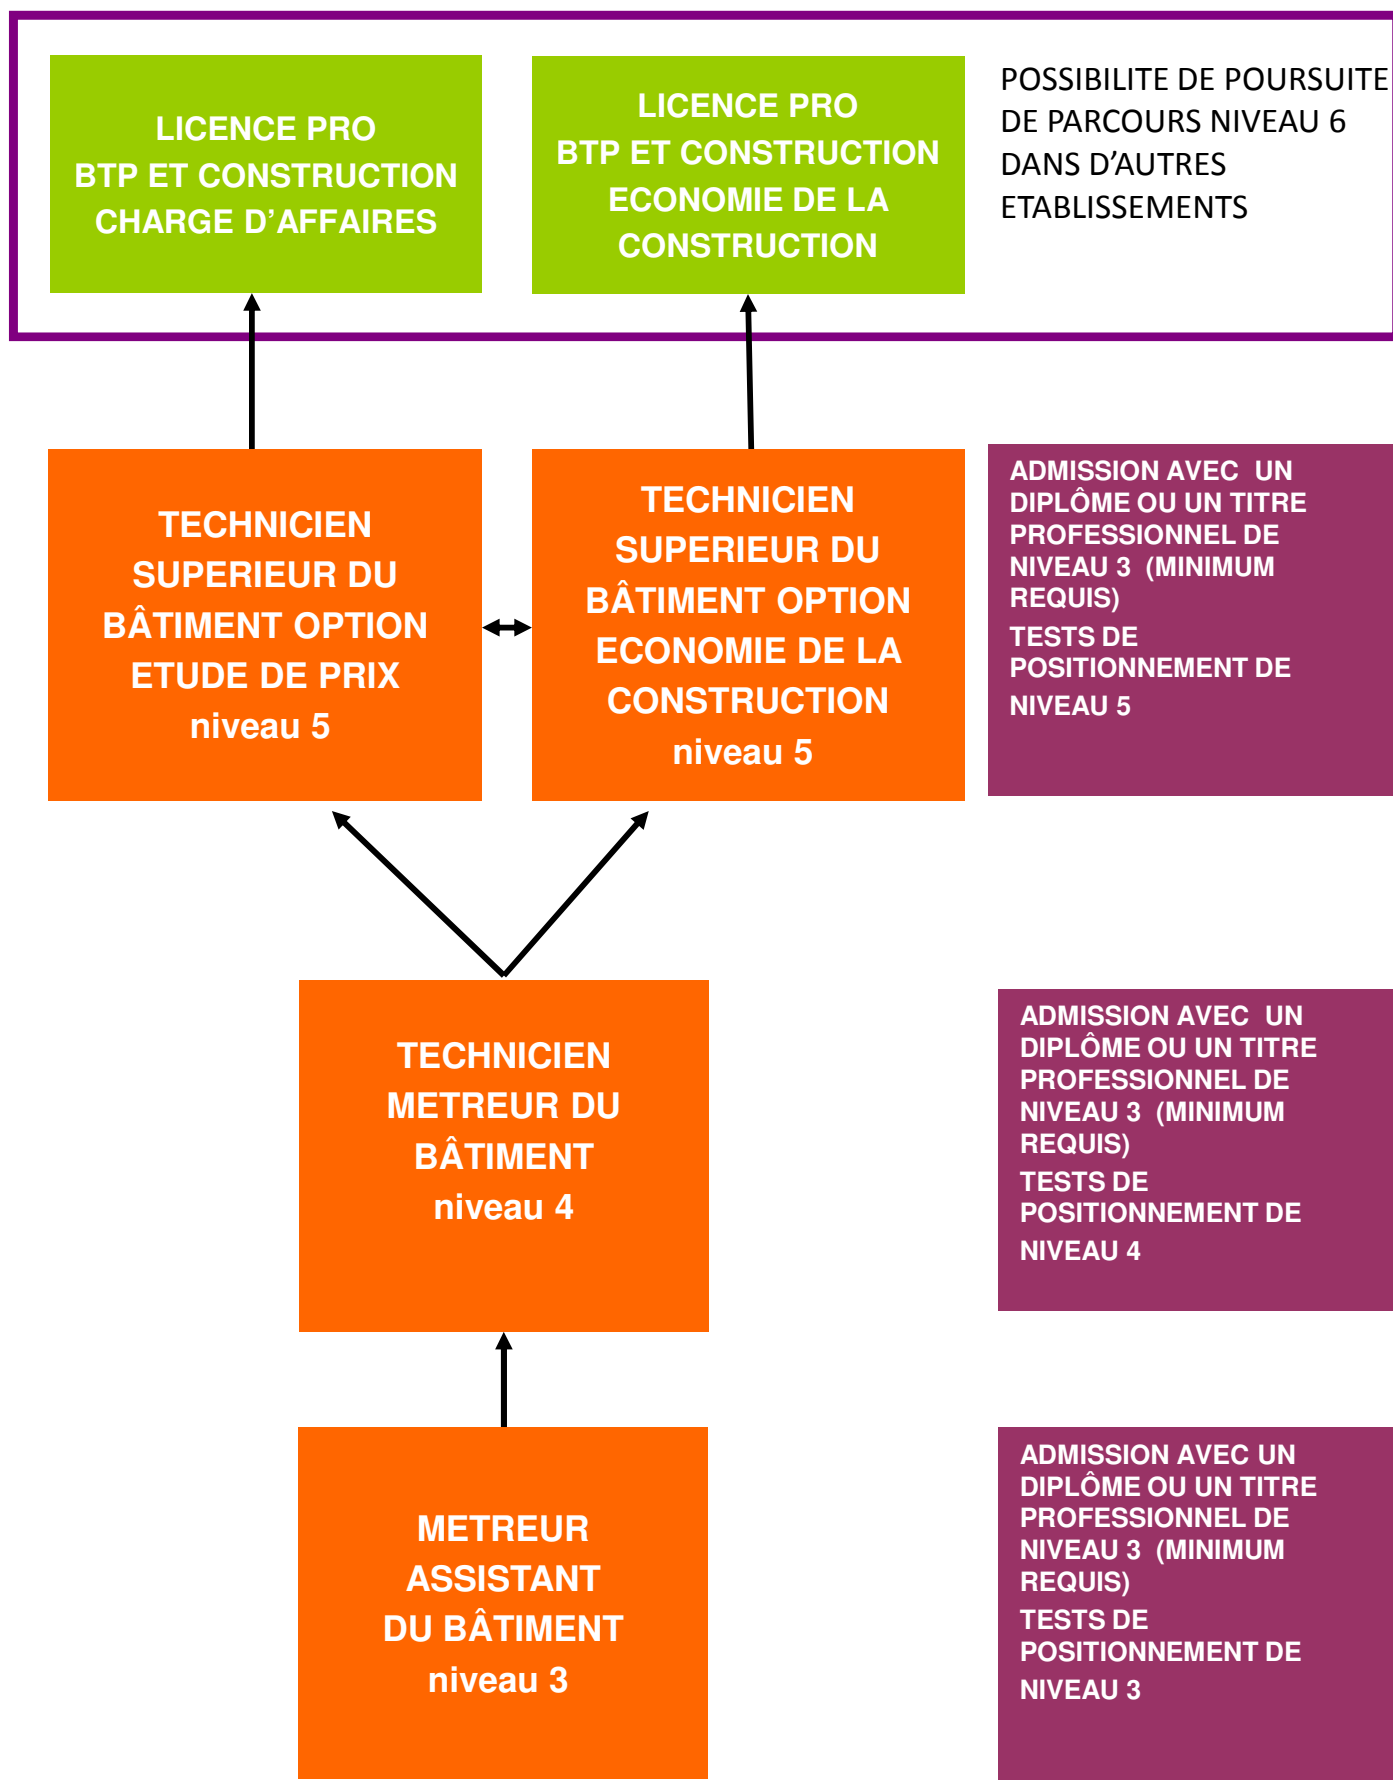 LICENCE PRO
BTP ET CONSTRUCTION
CHARGE D’AFFAIRES
LICENCE PRO
BTP ET CONSTRUCTION
ECONOMIE DE LA
CONSTRUCTION
POSSIBILITE DE POURSUITE
DE PARCOURS NIVEAU 6
DANS D’AUTRES
ETABLISSEMENTS
TECHNICIEN
SUPERIEUR DU
BÂTIMENT OPTION
ETUDE DE PRIX
niveau 5
TECHNICIEN
SUPERIEUR DU
BÂTIMENT OPTION
ECONOMIE DE LA
CONSTRUCTION
niveau 5
ADMISSION AVEC UN
DIPLÔME OU UN TITRE
PROFESSIONNEL DE
NIVEAU 3 (MINIMUM
REQUIS)
TESTS DE
POSITIONNEMENT DE
NIVEAU 5
TECHNICIEN
METREUR DU
BÂTIMENT
niveau 4
ADMISSION AVEC UN
DIPLÔME OU UN TITRE
PROFESSIONNEL DE
NIVEAU 3 (MINIMUM
REQUIS)
TESTS DE
POSITIONNEMENT DE
NIVEAU 4
METREUR
ASSISTANT
DU BÂTIMENT
niveau 3
ADMISSION AVEC UN
DIPLÔME OU UN TITRE
PROFESSIONNEL DE
NIVEAU 3 (MINIMUM
REQUIS)
TESTS DE
POSITIONNEMENT DE
NIVEAU 3